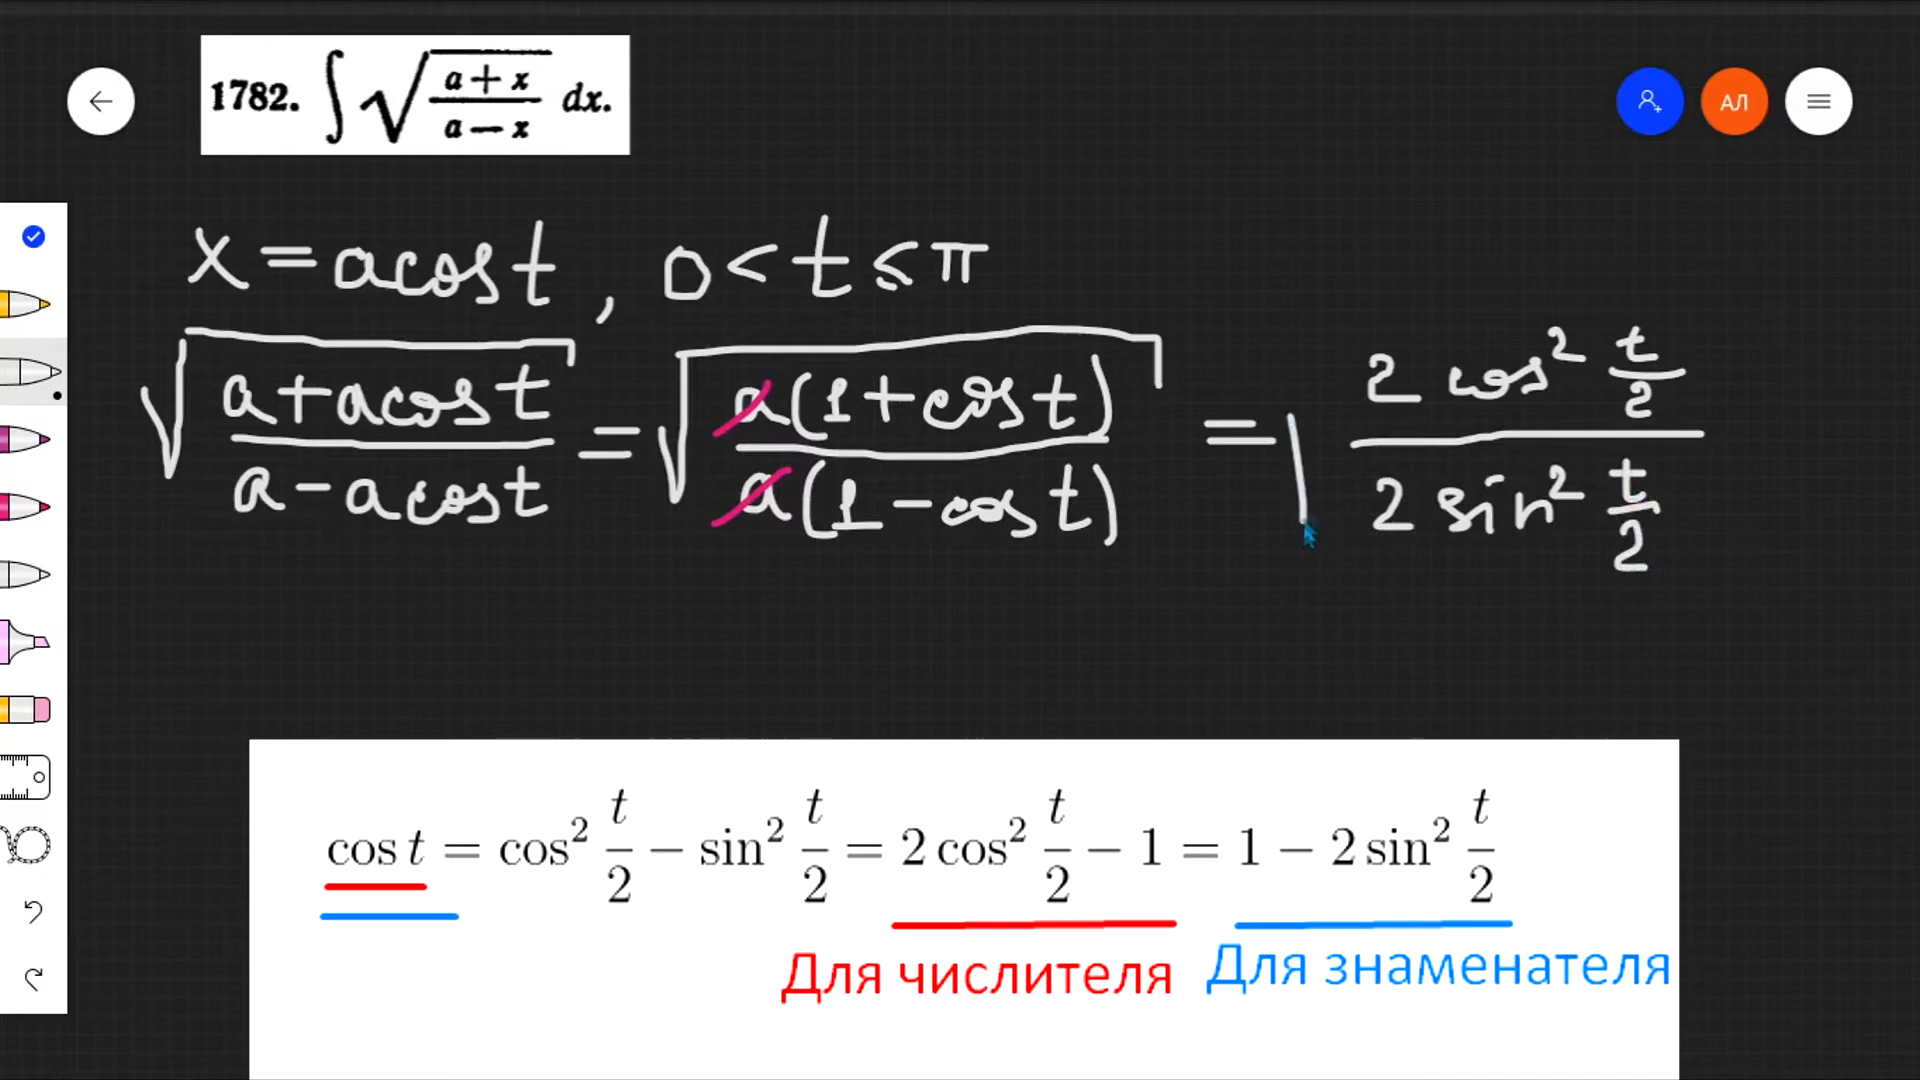 1782. ∫ √((a + x)/(a − x)) dx.
АЛ
x = a cos t, 0 < t ≤ π
√((a + a cos t)/(a − a cos t)) = √((a(1 + cos t))/(a(1 − cos t))) = √((2 cos² t/2)/(2 sin² t/2))
cos t = cos² t/2 − sin² t/2 = 2 cos² t/2 − 1 = 1 − 2 sin² t/2
Для числителя Для знаменателя